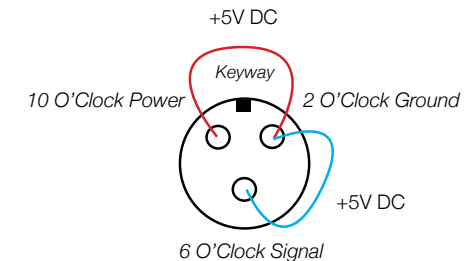 +5V DC
Keyway
10 O’Clock Power
2 O’Clock Ground
+5V DC
6 O’Clock Signal